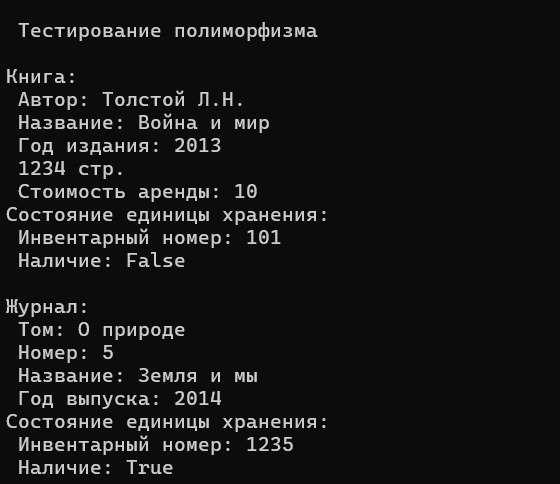 Тестирование полиморфизма
Книга:
Автор: Толстой Л.Н.
Название: Война и мир
Год издания: 2013
1234 стр.
Стоимость аренды: 10
Состояние единицы хранения:
Инвентарный номер: 101
Наличие: False
Журнал:
Том: О природе
Номер: 5
Название: Земля и мы
Год выпуска: 2014
Состояние единицы хранения:
Инвентарный номер: 1235
Наличие: True